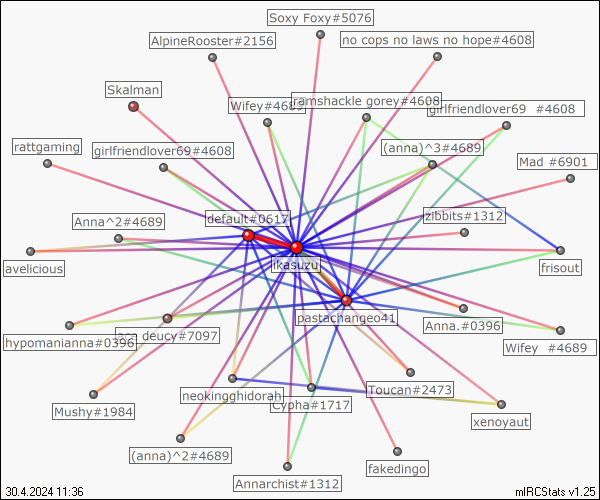 Soxy Foxy#5076
AlpineRooster#2156
no cops no laws no hope#4608
Skalman
Wifey#4689
ramshackle gorey#4608
girlfriendlover69 #4608
rattgaming
girlfriendlover69#4608
(anna)^3#4689
Mad #6901
Anna^2#4689
default#0617
zibbits#1312
avelicious
ikasuzu
frisout
pastachange41
hypomanianna#0396
deucy#7097
Anna.#0396
Wifey #4689
Mushy#1984
neokingghidorah
Cypha#1717
Toucan#2473
xenoyaut
(anna)^2#4689
Annarchist#1312
fakedingo
30.4.2024 11:36
mIRCStats v1.25